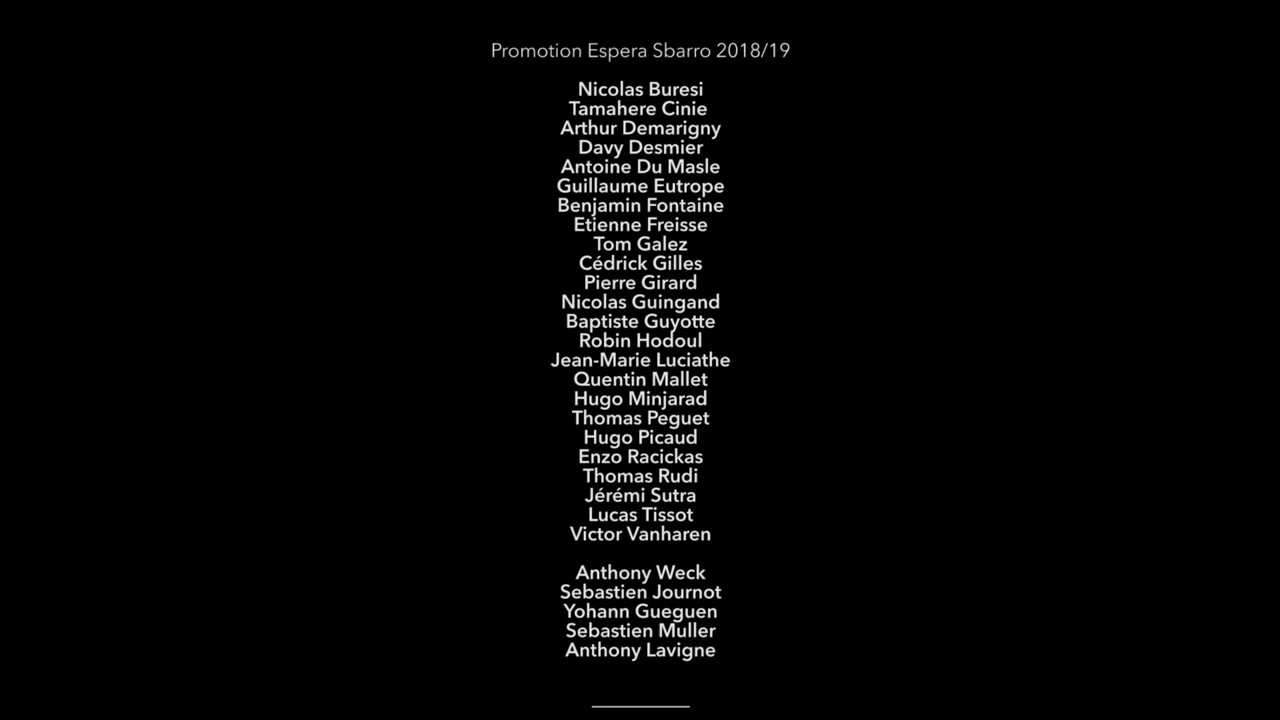 Promotion Espera Sbarro 2018/19
Nicolas Buresi
Tamahere Cinie
Arthur Demarigny
Davy Desmier
Antoine Du Masle
Guillaume Eutrope
Benjamin Fontaine
Etienne Freisse
Tom Galez
Cédrick Gilles
Pierre Girard
Nicolas Guingand
Baptiste Guyotte
Robin Hodoul
Jean-Marie Luciathe
Quentin Mallet
Hugo Minjarad
Thomas Peguet
Hugo Picaud
Enzo Racickas
Thomas Rudi
Jérémi Sutra
Lucas Tissot
Victor Vanharen
Anthony Weck
Sebastien Journot
Yohann Gueguen
Sebastien Muller
Anthony Lavigne